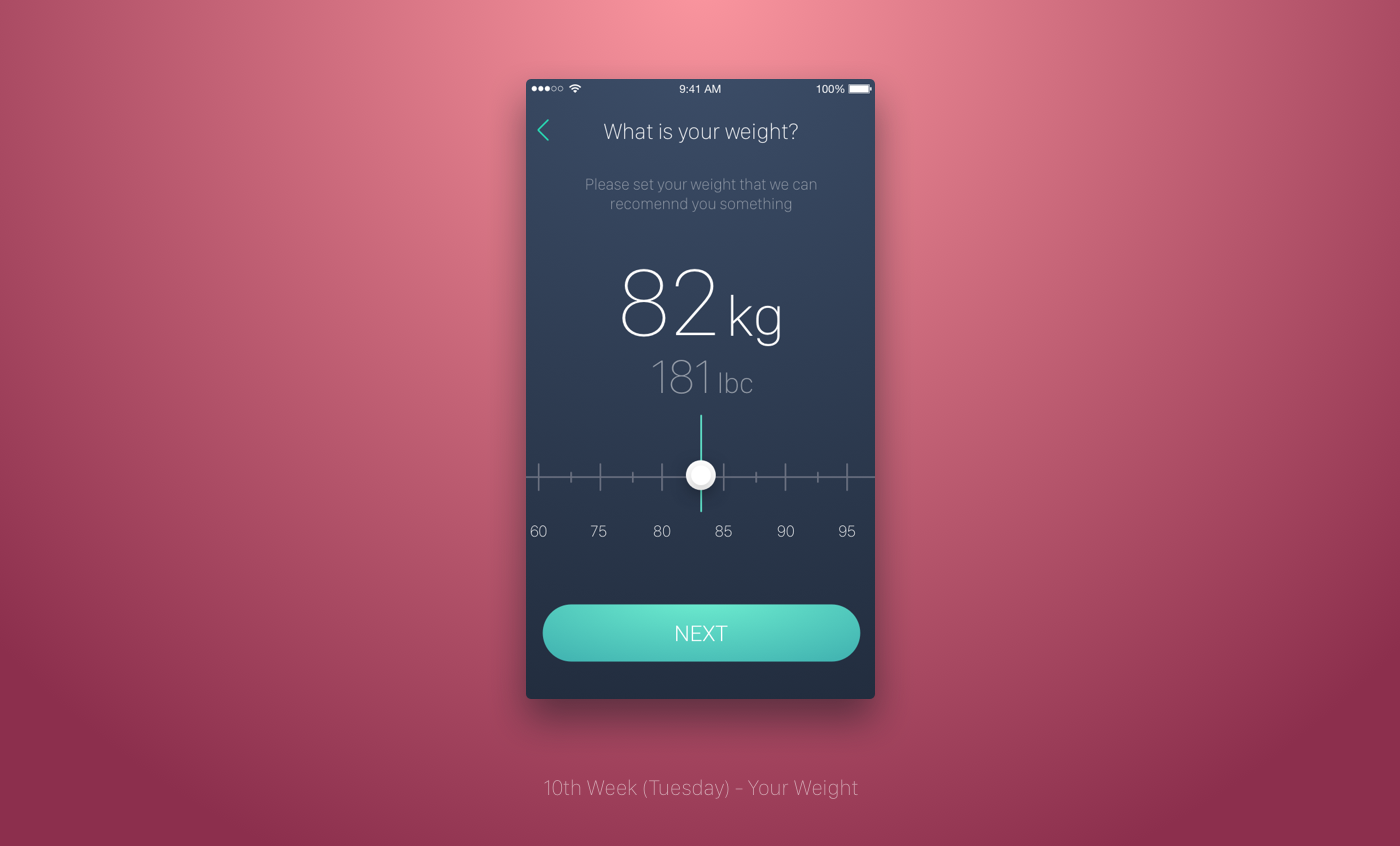 9:41 AM 100%
What is your weight?
Please set your weight that we can
recomennd you something
82 kg
181 lbc
60 75 80 85 90 95
NEXT
10th Week (Tuesday) - Your Weight